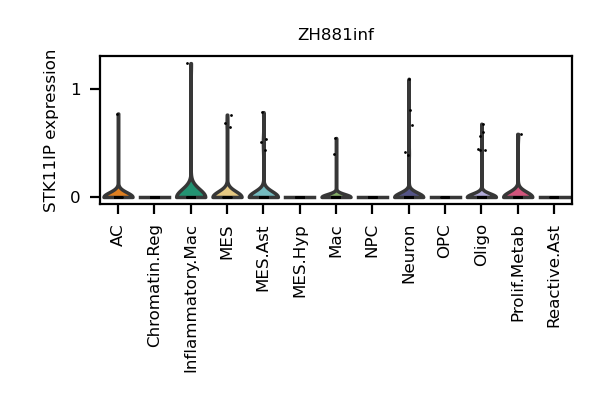 ZH881inf
STK11IP expression
1
0
AC
Chromatin.Reg
Inflammatory.Mac
MES
MES.Ast
MES.Hyp
Mac
NPC
Neuron
OPC
Oligo
Prolif.Metab
Reactive.Ast